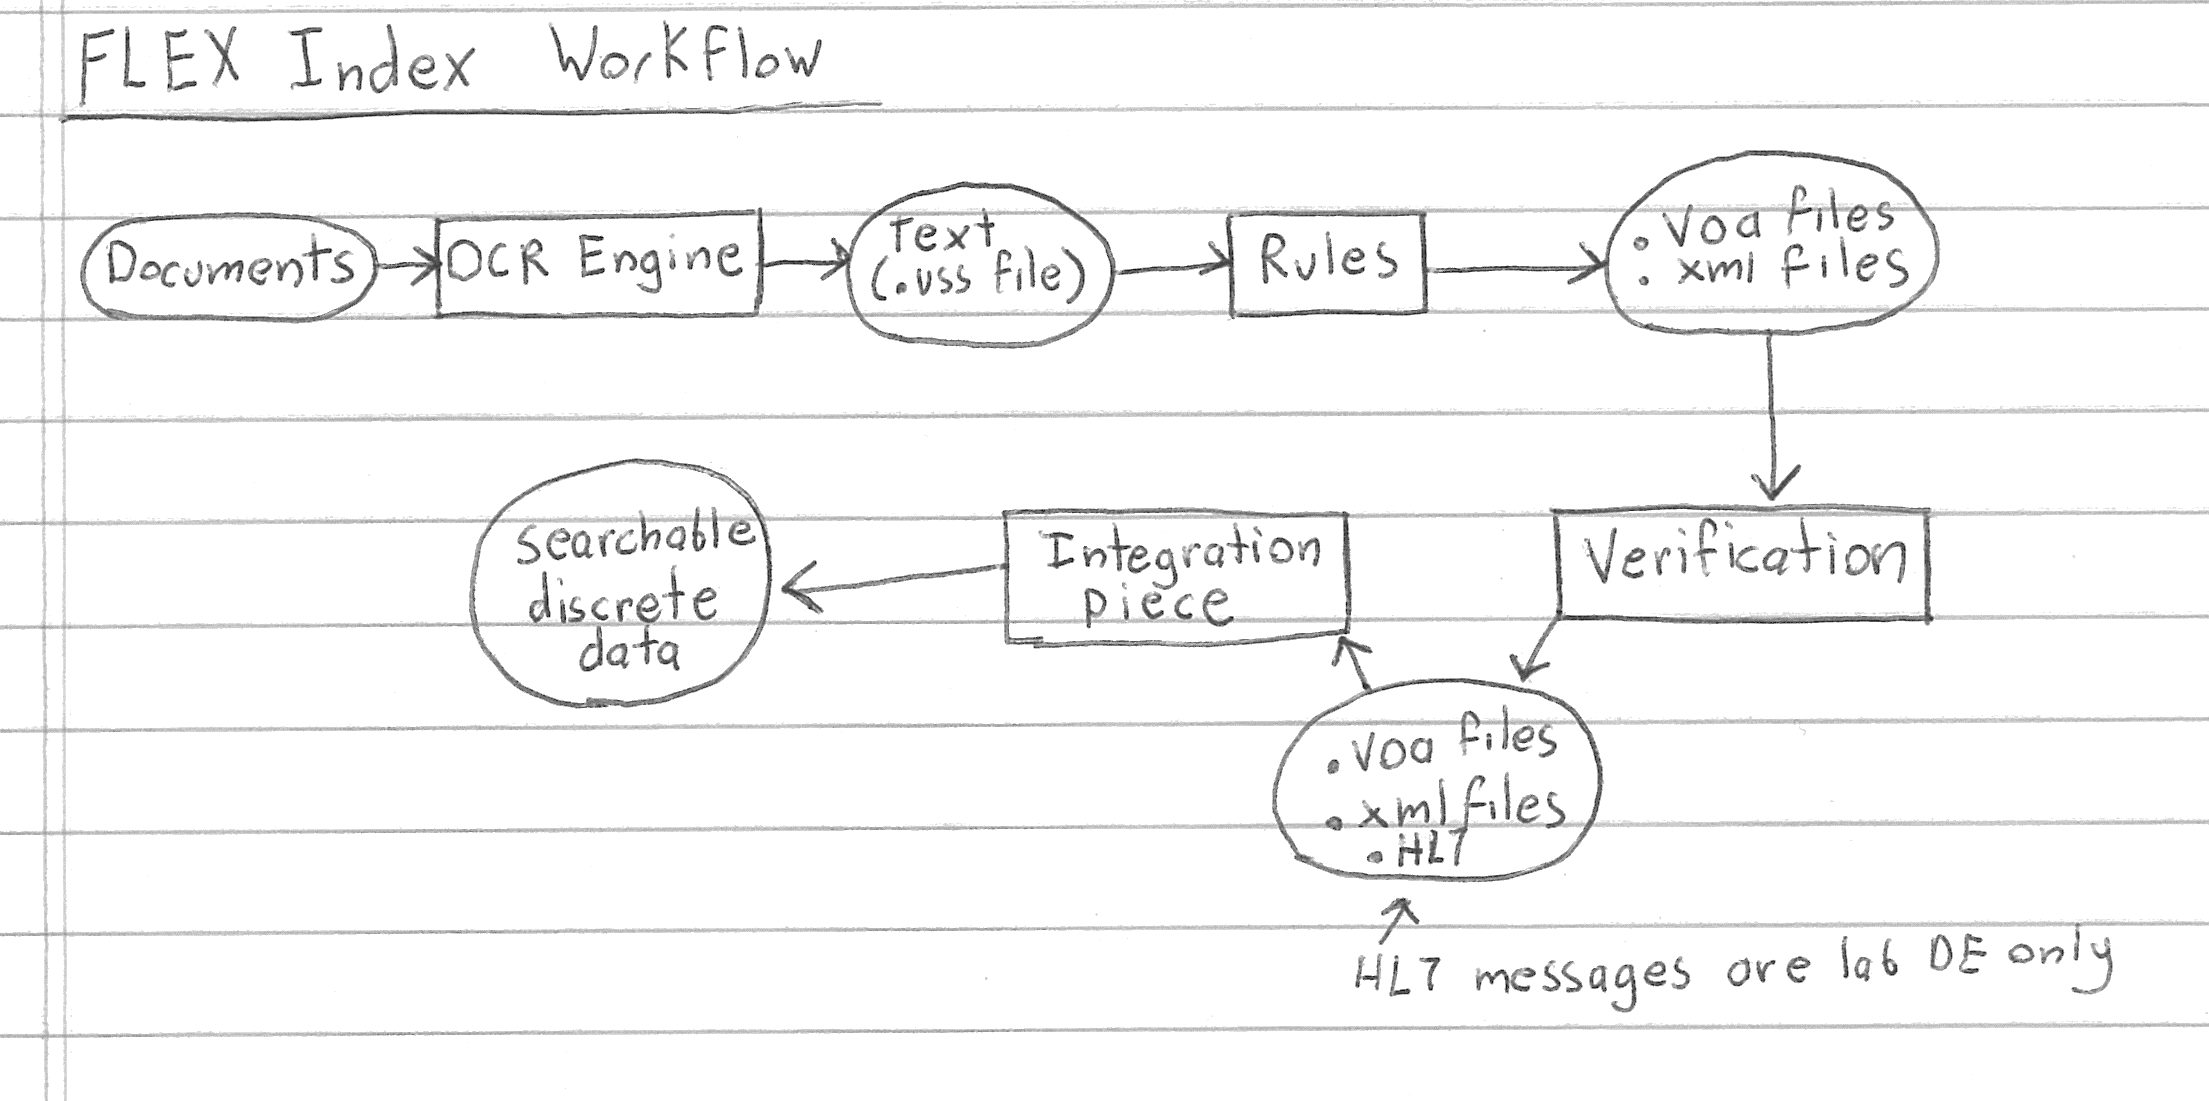 FLEX Index Workflow
Documents
OCR Engine
Text
(.uss file)
Rules
. voa files
. xml files
Verification
. voa files
. xml files
. HL7
HL7 messages are lab DE only
Integration
piece
searchable
discrete
data